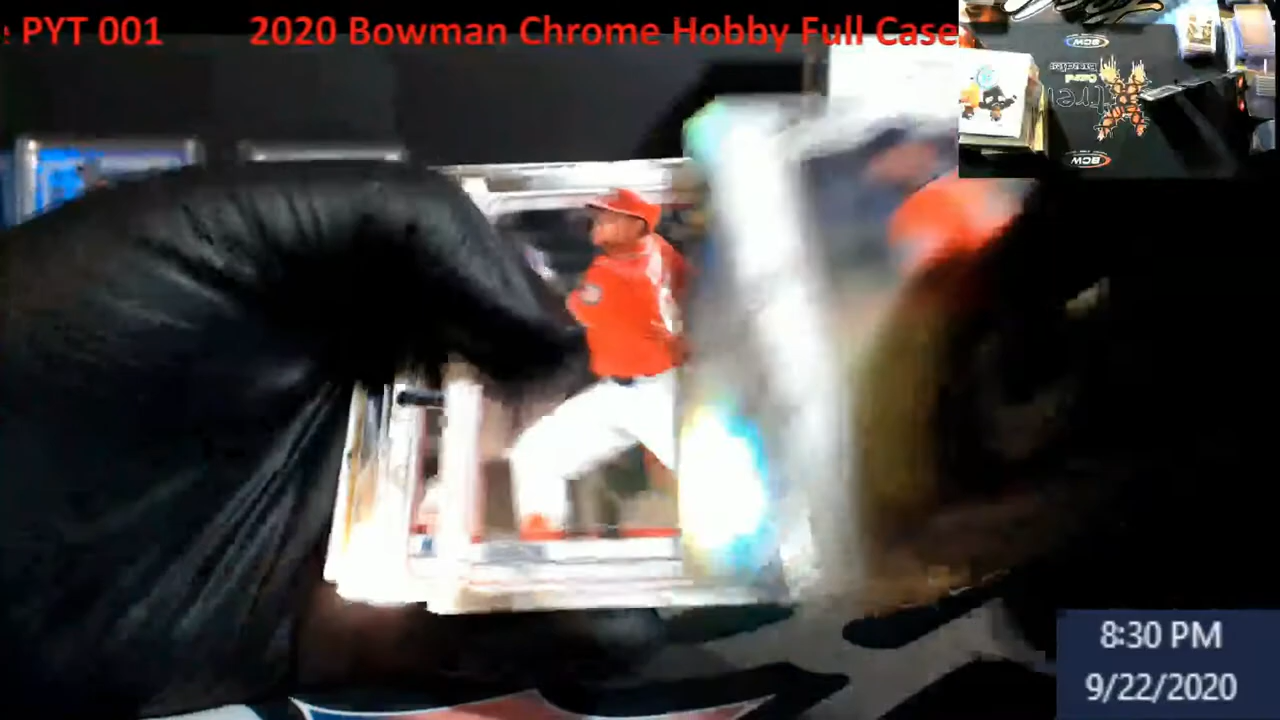 : PYT 001
2020 Bowman Chrome Hobby Full Case
BCW
BCW
8:30 PM
9/22/2020